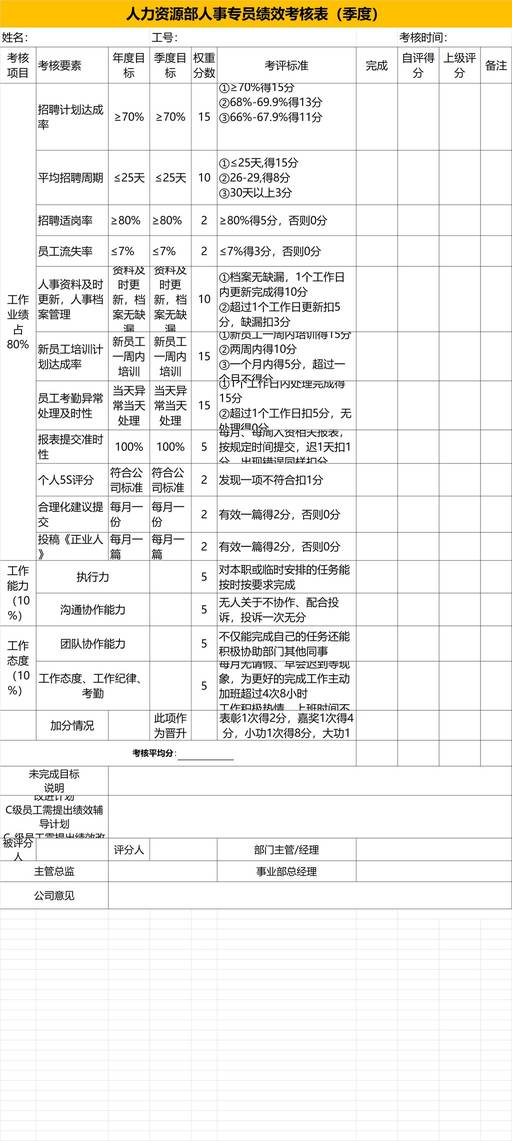 人力资源部人事专员绩效考核表（季度）
姓名：	工号：	考核时间：
考核项目	考核要素	年度目标	季度目标	权重分数	考评标准	完成	自评得分	上级评分	备注
工作业绩占80%
招聘计划达成率	≥70%	≥70%	15	①≥70%得15分
②68%-69.9%得13分
③66%-67.9%得11分
平均招聘周期	≤25天	≤25天	10	①≤25天,得15分
②26-29,得8分
③30天以上3分
招聘适岗率	≥80%	≥80%	2	≥80%得5分，否则0分
员工流失率	≤7%	≤7%	2	≤7%得3分，否则0分
人事资料及时更新，人事档案管理	资料及时更新，档案无缺漏	资料及时更新，档案无缺漏	10	①档案无缺漏，1个工作日内更新完成得10分
②超过1个工作日更新扣5分，缺漏扣3分
新员工培训计划达成率	新员工一周内培训	新员工一周内培训	15	①新员工一周内培训得15分
②两周内得10分
③一个月内得5分，超过一个月不得分
员工考勤异常处理及时性	当天异常当天处理	当天异常当天处理	15	①1个工作日内处理完成得15分
②超过1个工作日扣5分，无处理得0分
报表提交准时性	100%	100%	5	每月、每周人资相关报表，按规定时间提交，迟1天扣1分，出现错误同样扣分
个人5S评分	符合公司标准	符合公司标准	2	发现一项不符合扣1分
合理化建议提交	每月一份	每月一份	2	有效一篇得2分，否则0分
投稿《正业人》	每月一篇	每月一篇	2	有效一篇得2分，否则0分
工作能力（10%）
执行力	5	对本职或临时安排的任务能按时按要求完成
沟通协作能力	5	无人关于不协作、配合投诉，投诉一次无分
工作态度（10%）
团队协作能力	5	不仅能完成自己的任务还能积极协助部门其他同事
工作态度、工作纪律、考勤	5	每月无请假、早会迟到等现象，为更好的完成工作主动加班超过4次8小时
工作积极热情，上班时间不
加分情况	此项作为晋升	表彰1次得2分，嘉奖1次得4分，小功1次得8分，大功1
考核平均分：
未完成目标说明
改进计划
C级员工需提出绩效辅导计划
被评分人	评分人	部门主管/经理
主管总监	事业部总经理
公司意见